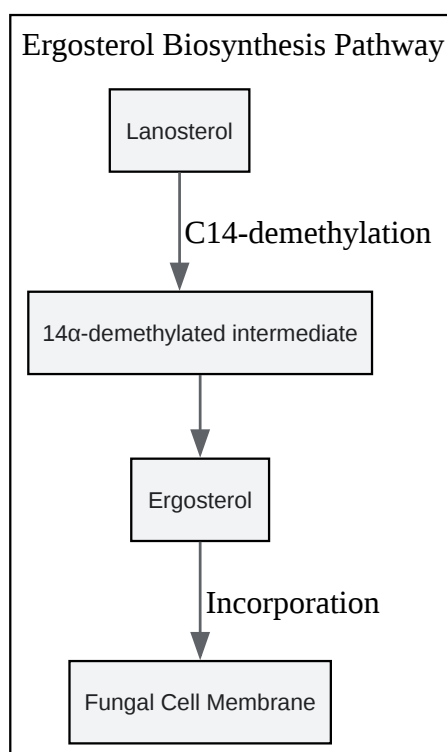 Ergosterol Biosynthesis Pathway
Lanosterol
C14-demethylation
14α-demethylated intermediate
Ergosterol
Incorporation
Fungal Cell Membrane